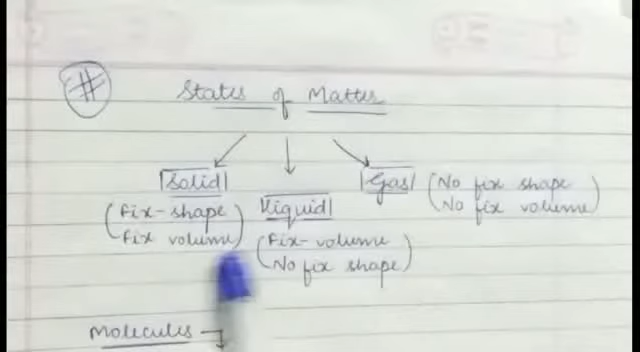 #
States of Matter
Solid
(Fix-shape
Fix volume)
Liquid
(Fix-volume
No fix shape)
Gas (No fix shape
No fix volume)
Molecules →